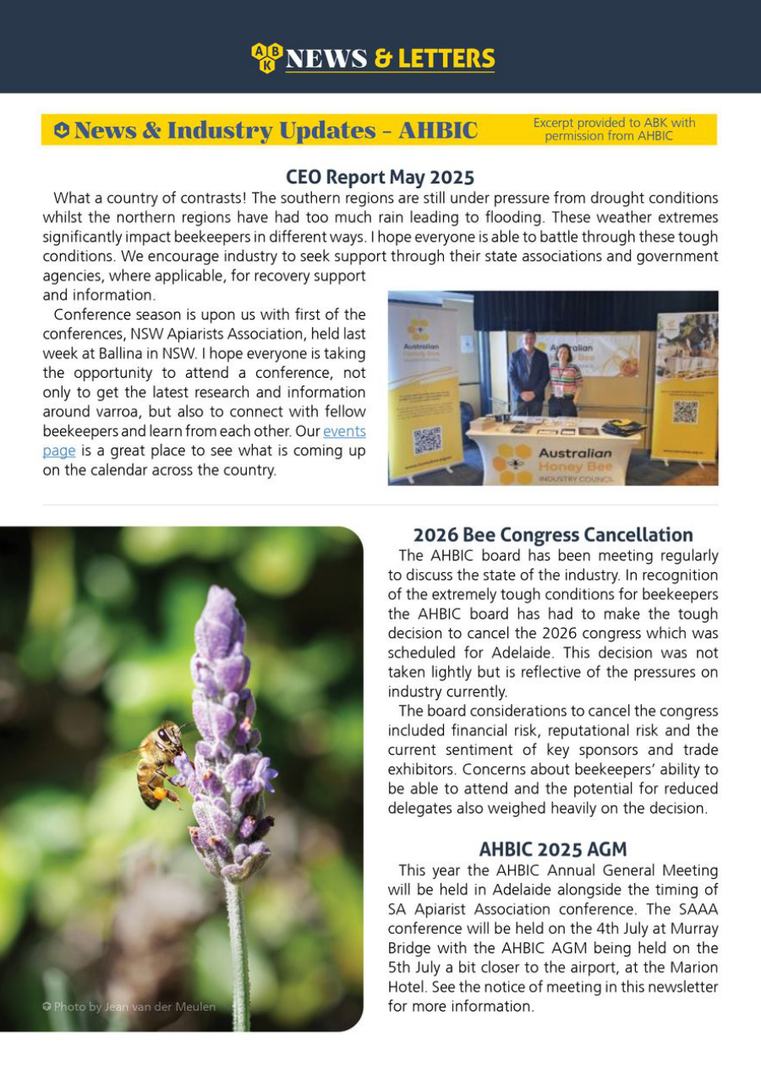 A B K NEWS & LETTERS
News & Industry Updates - AHBIC
Excerpt provided to ABK with
permission from AHBIC
CEO Report May 2025
What a country of contrasts! The southern regions are still under pressure from drought conditions
whilst the northern regions have had too much rain leading to flooding. These weather extremes
significantly impact beekeepers in different ways. I hope everyone is able to battle through these tough
conditions. We encourage industry to seek support through their state associations and government
agencies, where applicable, for recovery support
and information.
Conference season is upon us with first of the
conferences, NSW Apiarists Association, held last
week at Ballina in NSW. I hope everyone is taking
the opportunity to attend a conference, not
only to get the latest research and information
around varroa, but also to connect with fellow
beekeepers and learn from each other. Our events
page is a great place to see what is coming up
on the calendar across the country.
Australian
Honey Bee
Australian
Honey Bee
Australian
Honey Bee
INDUSTRY COUNCIL
2026 Bee Congress Cancellation
The AHBIC board has been meeting regularly
to discuss the state of the industry. In recognition
of the extremely tough conditions for beekeepers
the AHBIC board has had to make the tough
decision to cancel the 2026 congress which was
scheduled for Adelaide. This decision was not
taken lightly but is reflective of the pressures on
industry currently.
The board considerations to cancel the congress
included financial risk, reputational risk and the
current sentiment of key sponsors and trade
exhibitors. Concerns about beekeepers’ ability to
be able to attend and the potential for reduced
delegates also weighed heavily on the decision.
AHBIC 2025 AGM
This year the AHBIC Annual General Meeting
will be held in Adelaide alongside the timing of
SA Apiarist Association conference. The SAAA
conference will be held on the 4th July at Murray
Bridge with the AHBIC AGM being held on the
5th July a bit closer to the airport, at the Marion
Hotel. See the notice of meeting in this newsletter
for more information.
Photo by Jean van der Meulen